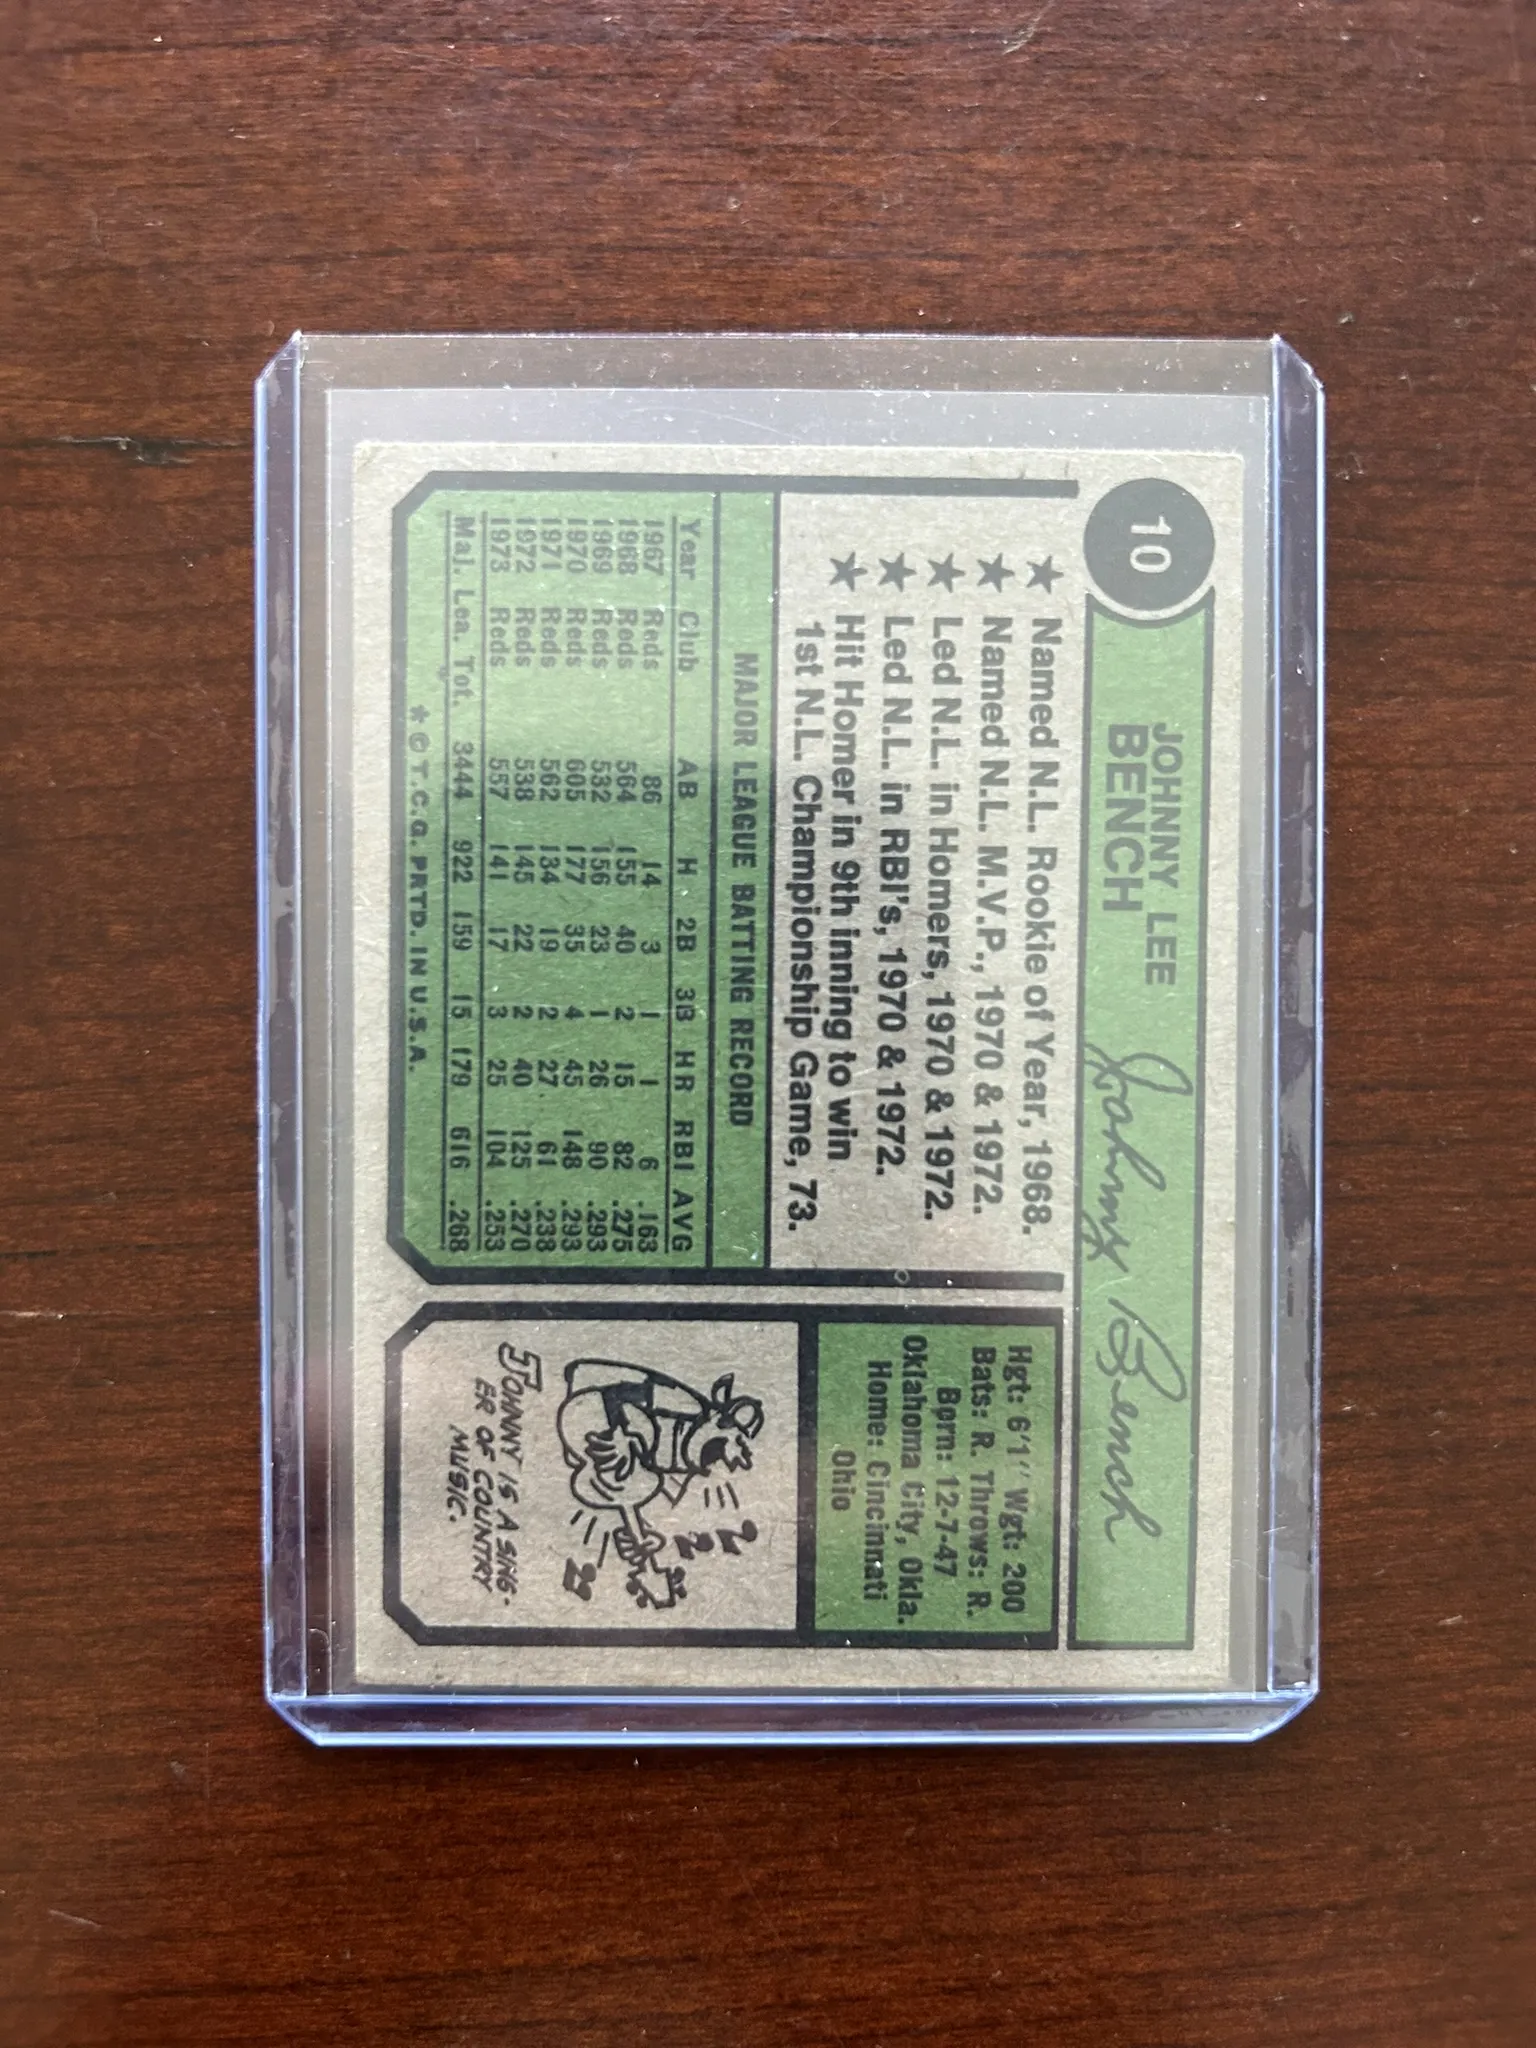 10
JOHNNY LEE
BENCH
Johnny Bench
★ Named N.L. Rookie of Year, 1968.
★ Named N.L. M.V.P., 1970 & 1972.
★ Led N.L. in Homers, 1970 & 1972.
★ Led N.L. in RBI's, 1970 & 1972.
★ Hit Homer in 9th inning to win
1st N.L. Championship Game, 73.
Hgt: 6'1" Wgt: 200
Bats: R. Throws: R.
Born: 12-7-47
Oklahoma City, Okla.
Home: Cincinnati
Ohio
MAJOR LEAGUE BATTING RECORD
Year Club AB H 2B 3B HR RBI AVG
1967 Reds 86 14 3 1 1 6 .163
1968 Reds 564 155 40 2 15 82 .275
1969 Reds 532 156 23 1 26 90 .293
1970 Reds 605 177 35 4 45 148 .293
1971 Reds 562 134 19 2 27 61 .238
1972 Reds 538 145 22 2 40 125 .270
1973 Reds 557 141 17 3 25 104 .253
Maj. Lea. Tot. 3444 922 159 15 179 616 .268
* © T.C.G. PRTD. IN U.S.A.
JOHNNY IS A SING-
ER OF COUNTRY
MUSIC.